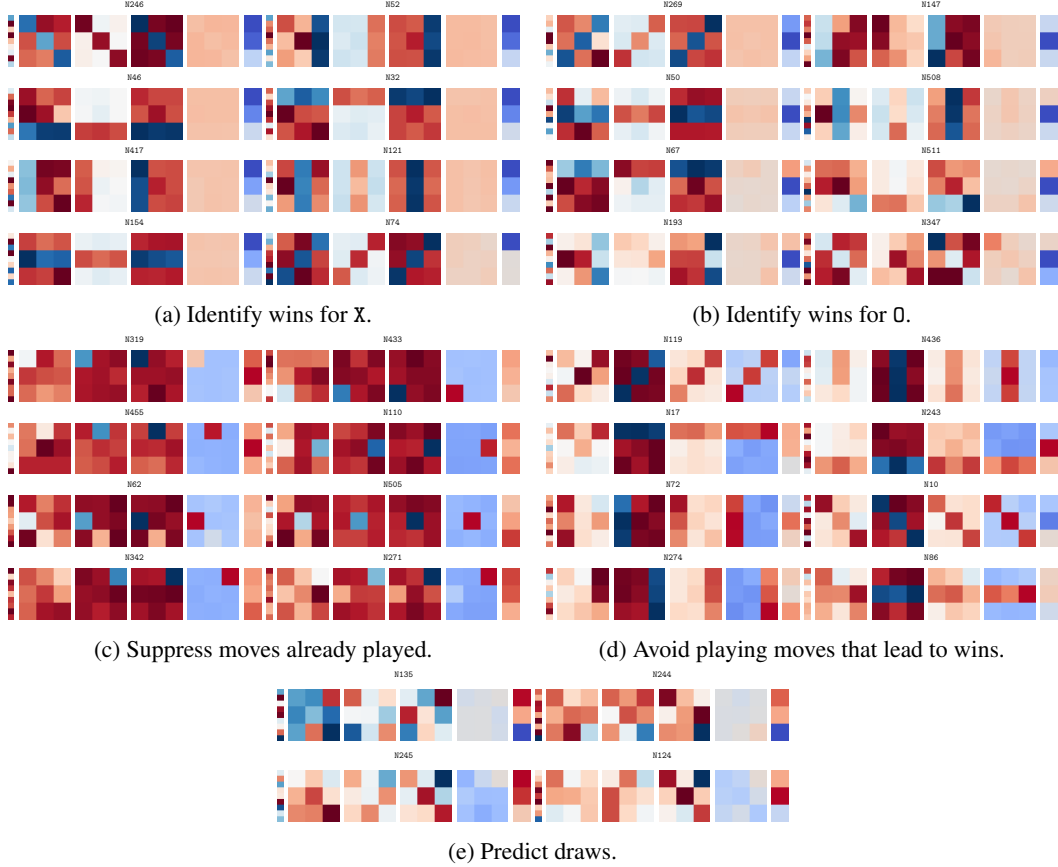 N246 N52 N269 N147
N46 N32 N50 N508
N417 N121 N67 N511
N154 N74 N193 N347
(a) Identify wins for X. (b) Identify wins for O.
N319 N433 N119 N436
N455 N110 N17 N243
N62 N505 N72 N10
N342 N271 N274 N86
(c) Suppress moves already played. (d) Avoid playing moves that lead to wins.
N135 N244
N245 N124
(e) Predict draws.